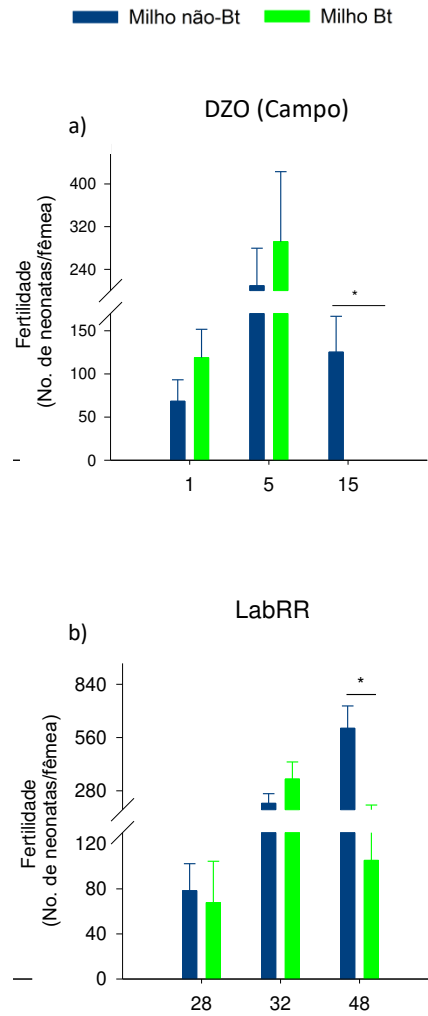 Milho não-Bt Milho Bt
a)
DZO (Campo)
Fertilidade
(No. de neonatas/fêmea)
400
320
240
150
100
50
0
*
1 5 15
b)
LabRR
Fertilidade
(No. de neonatas/fêmea)
840
560
280
120
80
40
0
*
28 32 48